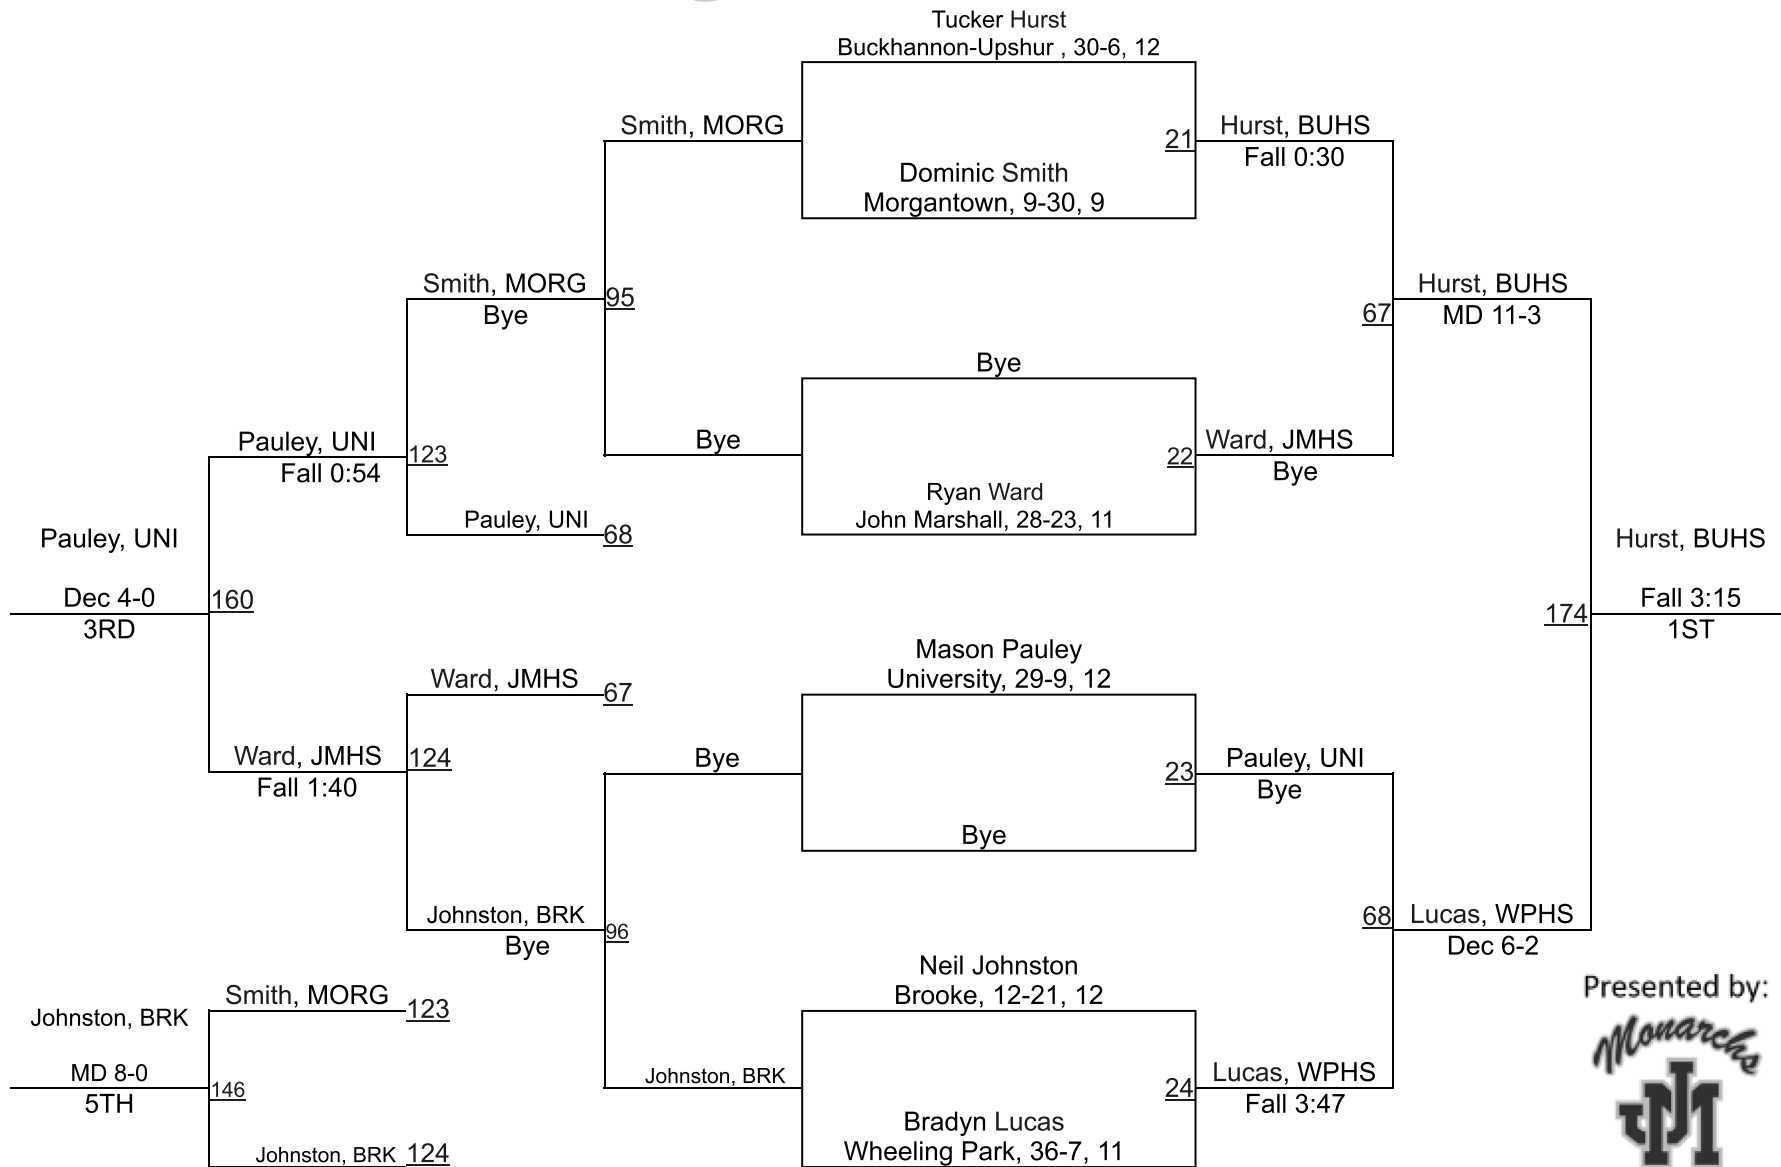 Tucker Hurst
Buckhannon-Upshur , 30-6, 12
Smith, MORG
21
Hurst, BUHS
Fall 0:30
Dominic Smith
Morgantown, 9-30, 9
Smith, MORG
Bye
95
67
Hurst, BUHS
MD 11-3
Bye
Pauley, UNI
Fall 0:54
123
Bye
22
Ward, JMHS
Bye
Ryan Ward
John Marshall, 28-23, 11
Pauley, UNI
68
Pauley, UNI
Dec 4-0
3RD
160
Hurst, BUHS
174
Fall 3:15
1ST
Mason Pauley
University, 29-9, 12
Ward, JMHS
67
Ward, JMHS
Fall 1:40
124
Bye
23
Pauley, UNI
Bye
Bye
Johnston, BRK
Bye
96
68
Lucas, WPHS
Dec 6-2
Neil Johnston
Brooke, 12-21, 12
Smith, MORG
123
Johnston, BRK
MD 8-0
5TH
146
Johnston, BRK
24
Lucas, WPHS
Fall 3:47
Bradyn Lucas
Wheeling Park, 36-7, 11
Johnston, BRK
124
Presented by:
Monarchs
JM